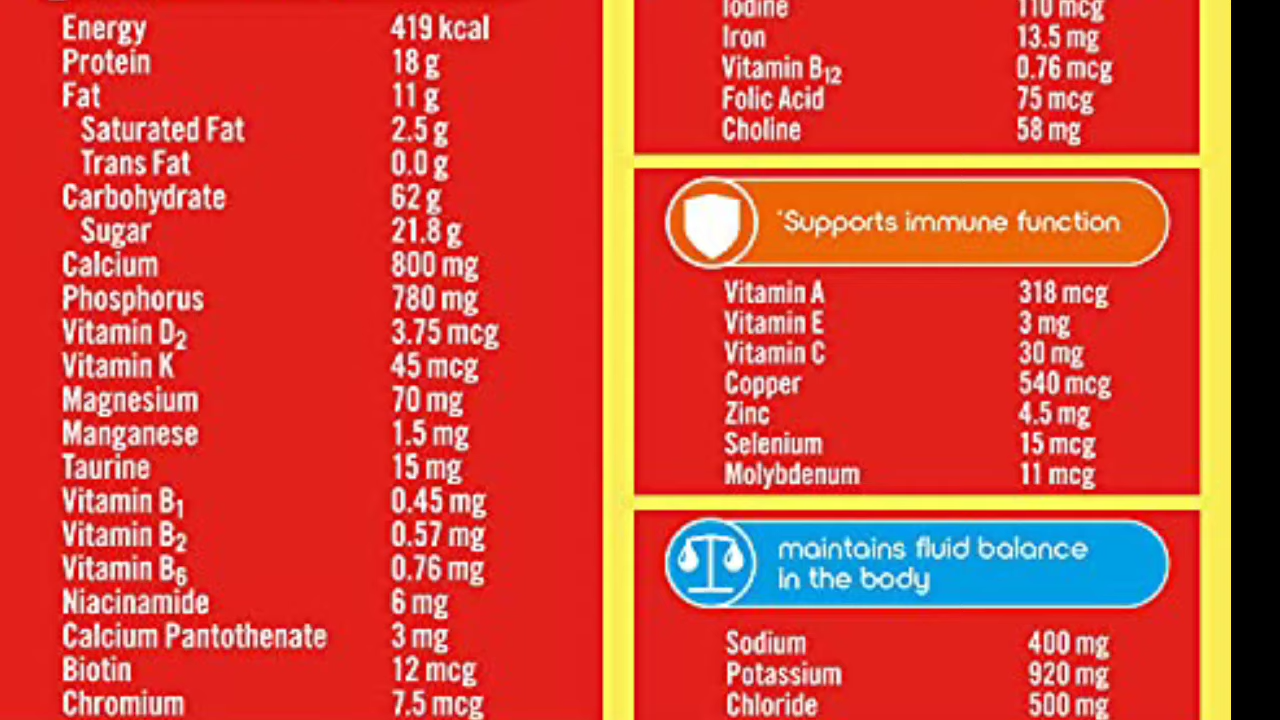 Energy 419 kcal
Protein 18 g
Fat 11 g
Saturated Fat 2.5 g
Trans Fat 0.0 g
Carbohydrate 62 g
Sugar 21.8 g
Calcium 800 mg
Phosphorus 780 mg
Vitamin D2 3.75 mcg
Vitamin K 45 mcg
Magnesium 70 mg
Manganese 1.5 mg
Taurine 15 mg
Vitamin B1 0.45 mg
Vitamin B2 0.57 mg
Vitamin B6 0.76 mg
Niacinamide 6 mg
Calcium Pantothenate 3 mg
Biotin 12 mcg
Chromium 7.5 mcg
Iodine 110 mcg
Iron 13.5 mg
Vitamin B12 0.76 mcg
Folic Acid 75 mcg
Choline 58 mg
*Supports immune function
Vitamin A 318 mcg
Vitamin E 3 mg
Vitamin C 30 mg
Copper 540 mcg
Zinc 4.5 mg
Selenium 15 mcg
Molybdenum 11 mcg
maintains fluid balance
in the body
Sodium 400 mg
Potassium 920 mg
Chloride 500 mg